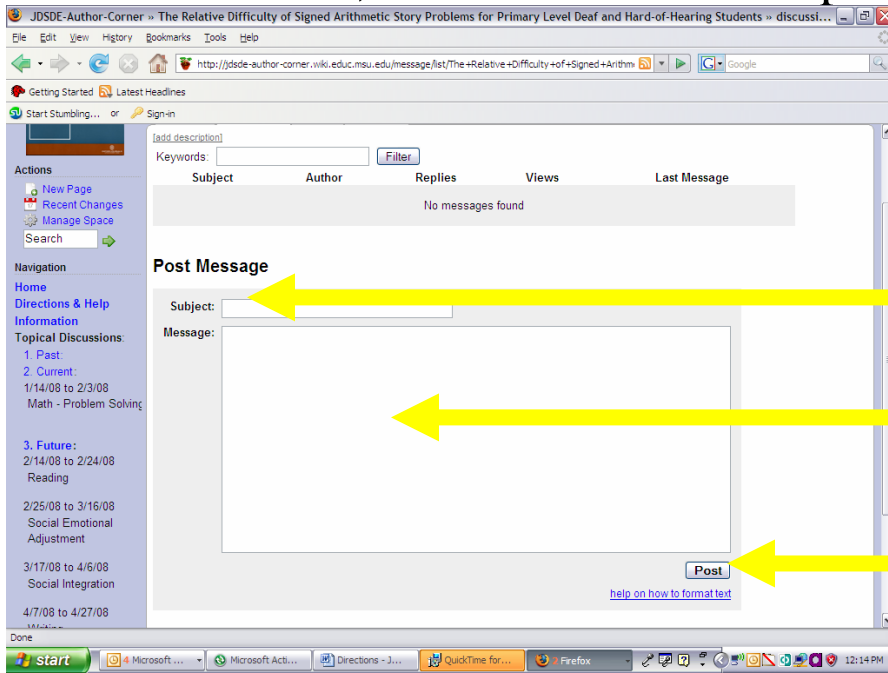 JDSDE-Author-Corner » The Relative Difficulty of Signed Arithmetic Story Problems for Primary Level Deaf and Hard-of-Hearing Students » discussi...
File Edit View History Bookmarks Tools Help
http://jdsde-author-corner.wiki.educ.msu.edu/message/list/The+Relative+Difficulty+of+Signed+Arithm
G Google
Getting Started Latest Headlines
Start Stumbling... or Sign-in
[add description]
Keywords: Filter
Subject Author Replies Views Last Message
No messages found
Actions
New Page
Recent Changes
Manage Space
Search
Navigation
Home
Directions & Help
Information
Topical Discussions:
1. Past:
2. Current:
1/14/08 to 2/3/08
Math - Problem Solving
3. Future:
2/14/08 to 2/24/08
Reading
2/25/08 to 3/16/08
Social Emotional
Adjustment
3/17/08 to 4/6/08
Social Integration
4/7/08 to 4/27/08
Post Message
Subject:
Message:
Post
help on how to format text
Done
start 4 Microsoft ... Microsoft Acti... Directions - J... QuickTime for... 2 Firefox 12:14 PM